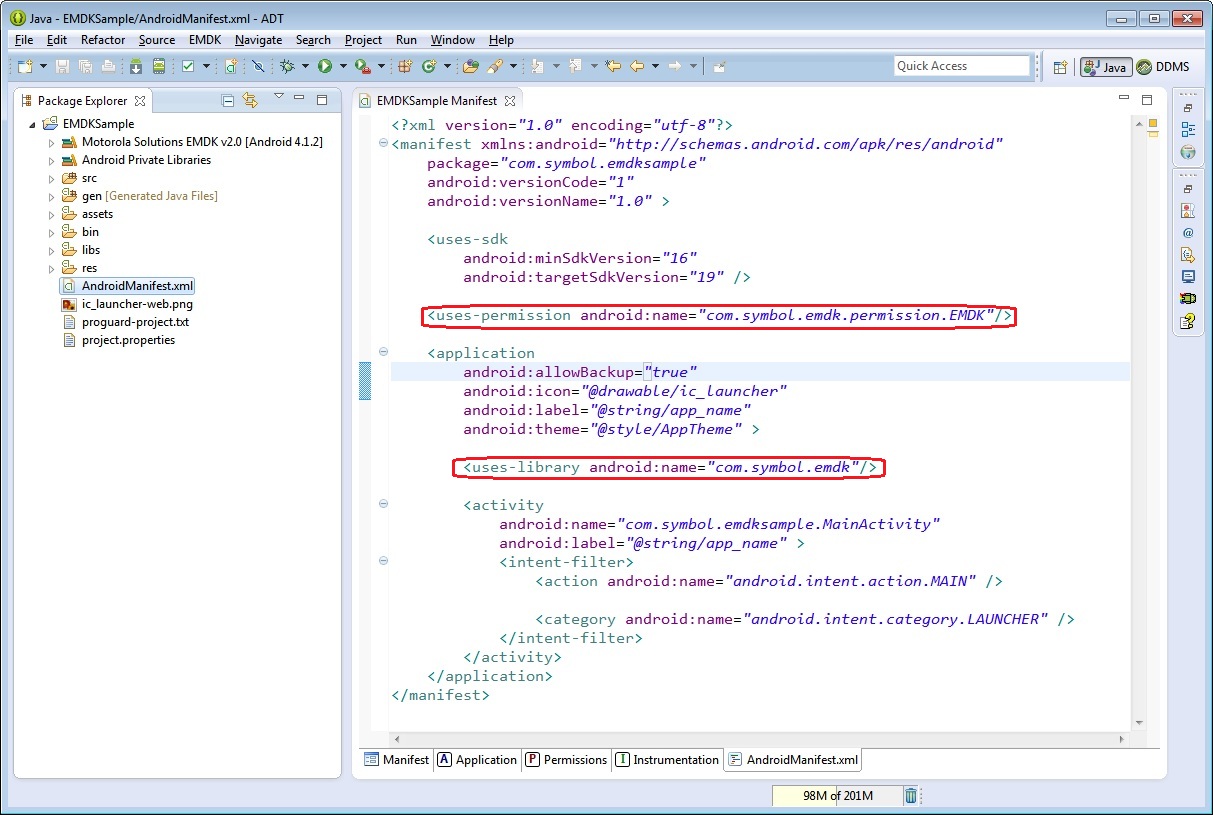 Java - EMDKSample/AndroidManifest.xml - ADT
File Edit Refactor Source EMDK Navigate Search Project Run Window Help
Quick Access
Java
DDMS
Package Explorer
EMDKSample
Motorola Solutions EMDK v2.0 [Android 4.1.2]
Android Private Libraries
src
gen [Generated Java Files]
assets
bin
libs
res
AndroidManifest.xml
ic_launcher-web.png
proguard-project.txt
project.properties
EMDKSample Manifest
<?xml version="1.0" encoding="utf-8"?>
<manifest xmlns:android="http://schemas.android.com/apk/res/android"
package="com.symbol.emdksample"
android:versionCode="1"
android:versionName="1.0" >
<uses-sdk
android:minSdkVersion="16"
android:targetSdkVersion="19" />
<uses-permission android:name="com.symbol.emdk.permission.EMDK"/>
<application
android:allowBackup="true"
android:icon="@drawable/ic_launcher"
android:label="@string/app_name"
android:theme="@style/AppTheme" >
<uses-library android:name="com.symbol.emdk"/>
<activity
android:name="com.symbol.emdksample.MainActivity"
android:label="@string/app_name" >
<intent-filter>
<action android:name="android.intent.action.MAIN" />
<category android:name="android.intent.category.LAUNCHER" />
</intent-filter>
</activity>
</application>
</manifest>
Manifest
A Application
P Permissions
I Instrumentation
AndroidManifest.xml
98M of 201M